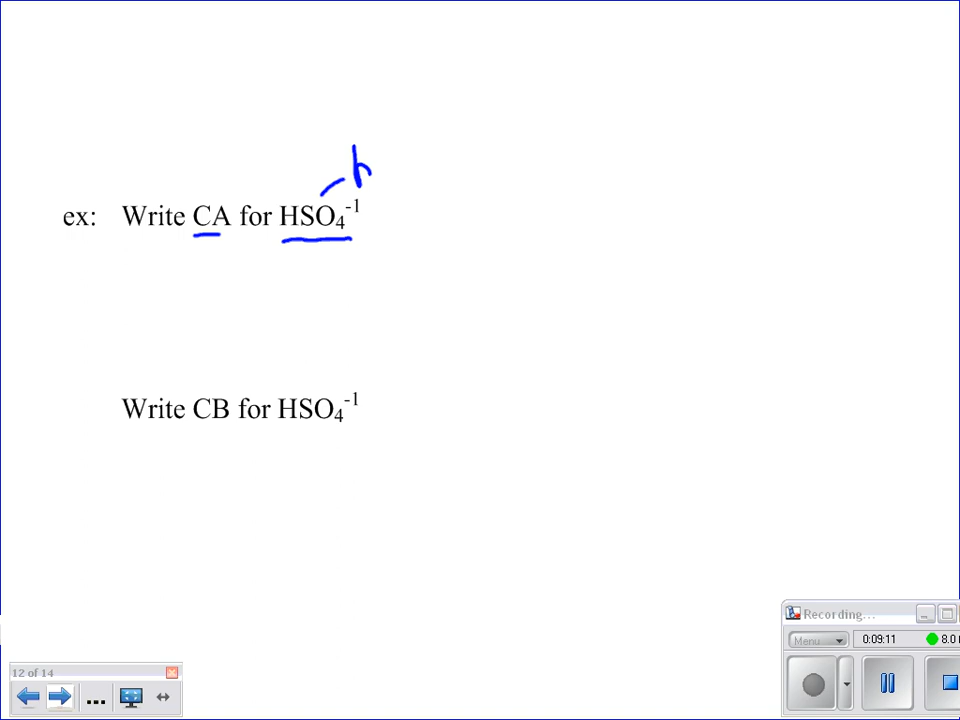 ex: Write CA for HSO₄⁻¹
Write CB for HSO₄⁻¹
Recording...
Menu
0:09:11
8.0
12 of 14
...